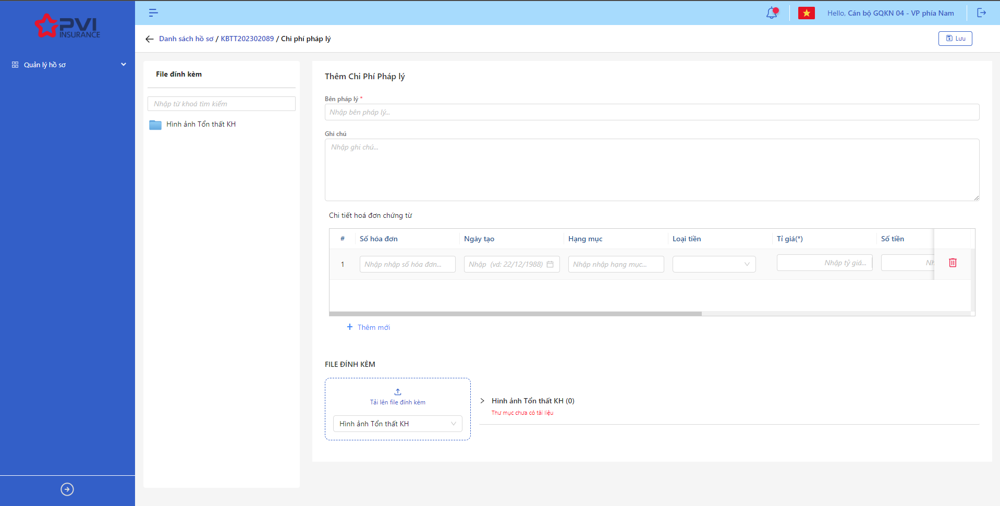 PVI
INSURANCE
Quản lý hồ sơ
Hello, Cán bộ GQKN 04 - VP phía Nam
Danh sách hồ sơ / KBTT202302089 / Chi phí pháp lý
Lưu
File đính kèm
Nhập từ khoá tìm kiếm
Hình ảnh Tổn thất KH
Thêm Chi Phí Pháp lý
Bên pháp lý *
Nhập bên pháp lý...
Ghi chú
Nhập ghi chú...
Chi tiết hoá đơn chứng từ
# Số hóa đơn Ngày tạo Hạng mục Loại tiền Tỉ giá(*) Số tiền
1 Nhập nhập số hóa đơn... Nhập (vd: 22/12/1988) Nhập nhập hạng mục... Nhập tỷ giá... Nh
+ Thêm mới
FILE ĐÍNH KÈM
Tải lên file đính kèm
Hình ảnh Tổn thất KH
Hình ảnh Tổn thất KH (0)
Thư mục chưa có tài liệu